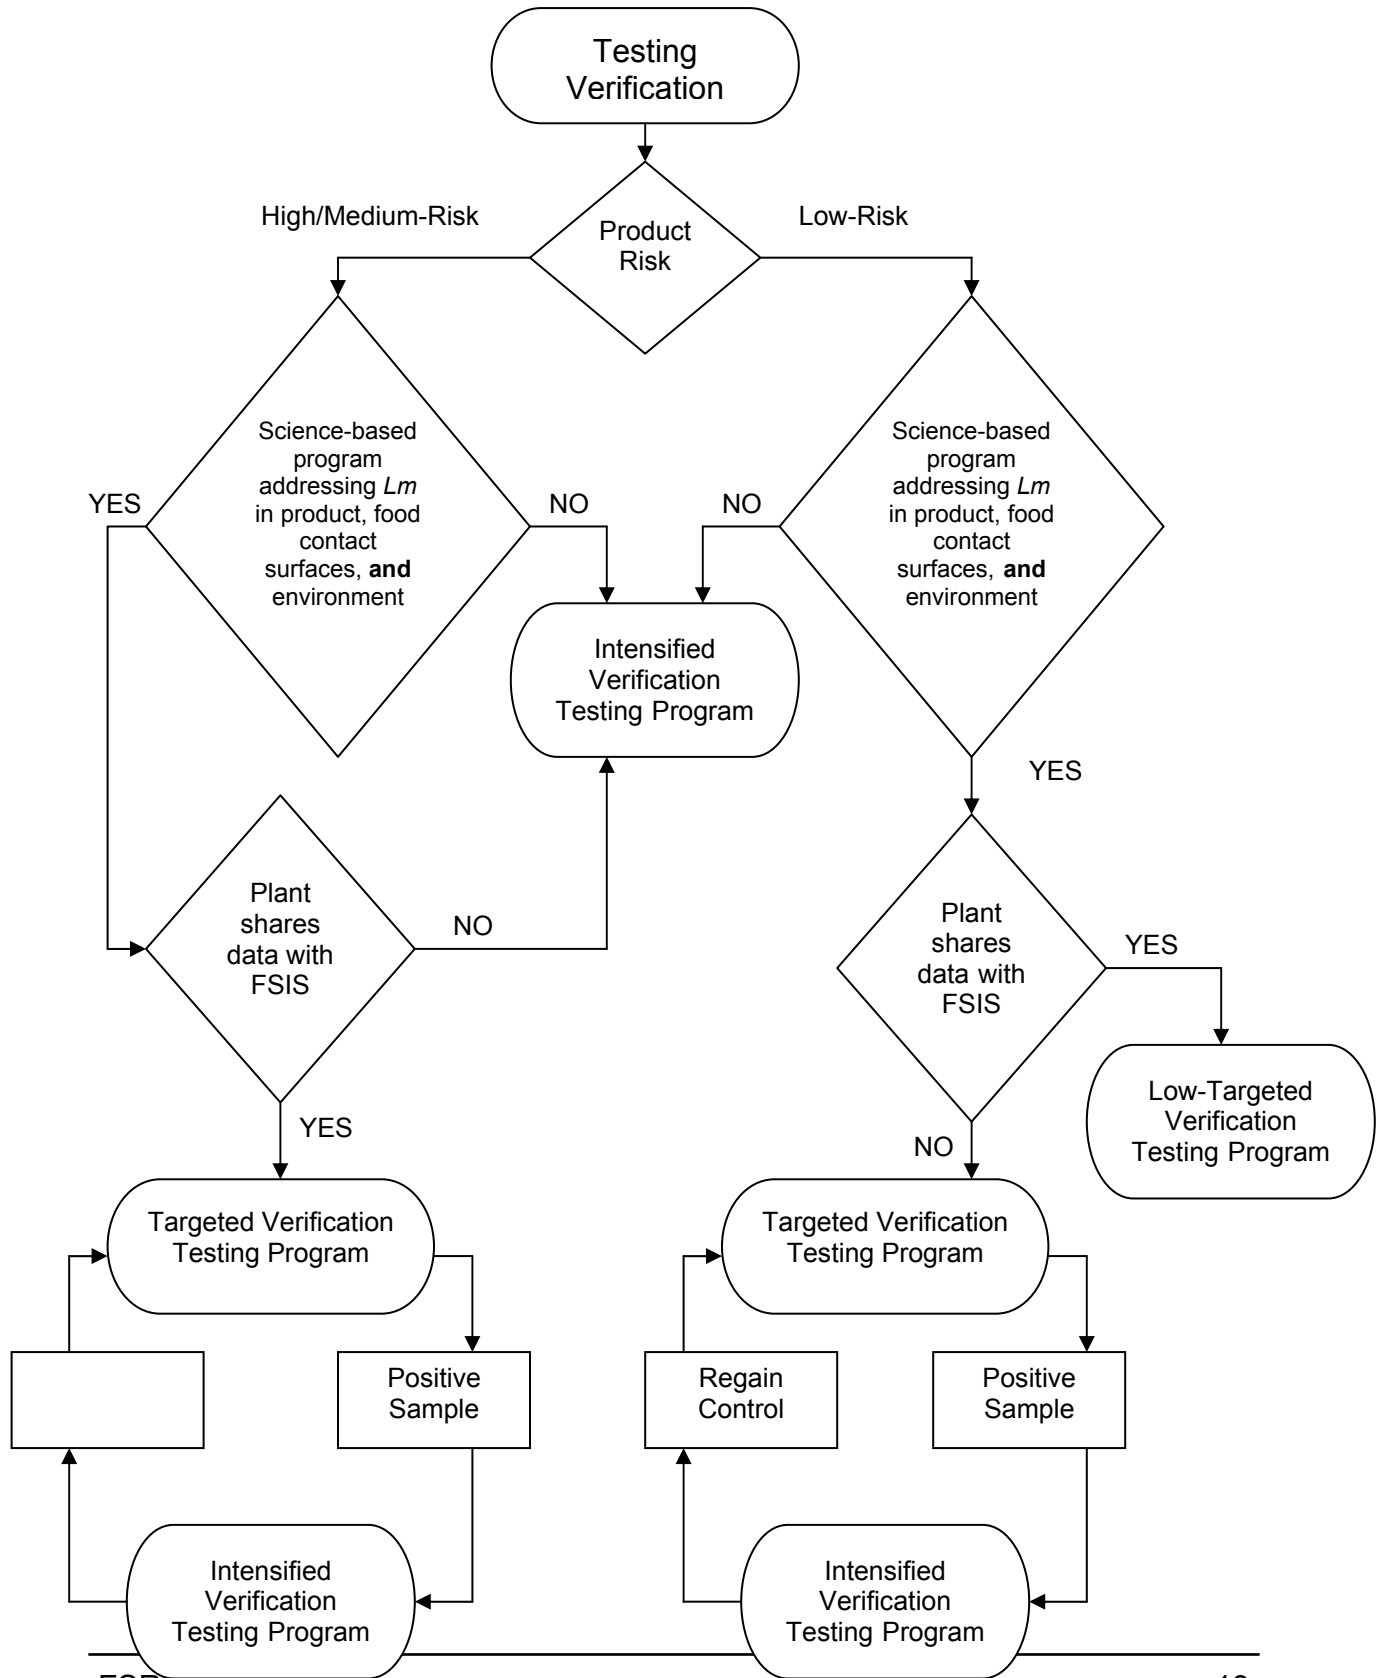 Testing
Verification
High/Medium-Risk
Product
Risk
Low-Risk
Science-based
program
addressing Lm
in product, food
contact
surfaces, and
environment
YES
NO
NO
Science-based
program
addressing Lm
in product, food
contact
surfaces, and
environment
Intensified
Verification
Testing Program
YES
Plant
shares
data with
FSIS
NO
Plant
shares
data with
FSIS
YES
YES
NO
Low-Targeted
Verification
Testing Program
Targeted Verification
Testing Program
Targeted Verification
Testing Program
Positive
Sample
Regain
Control
Positive
Sample
Intensified
Verification
Testing Program
Intensified
Verification
Testing Program